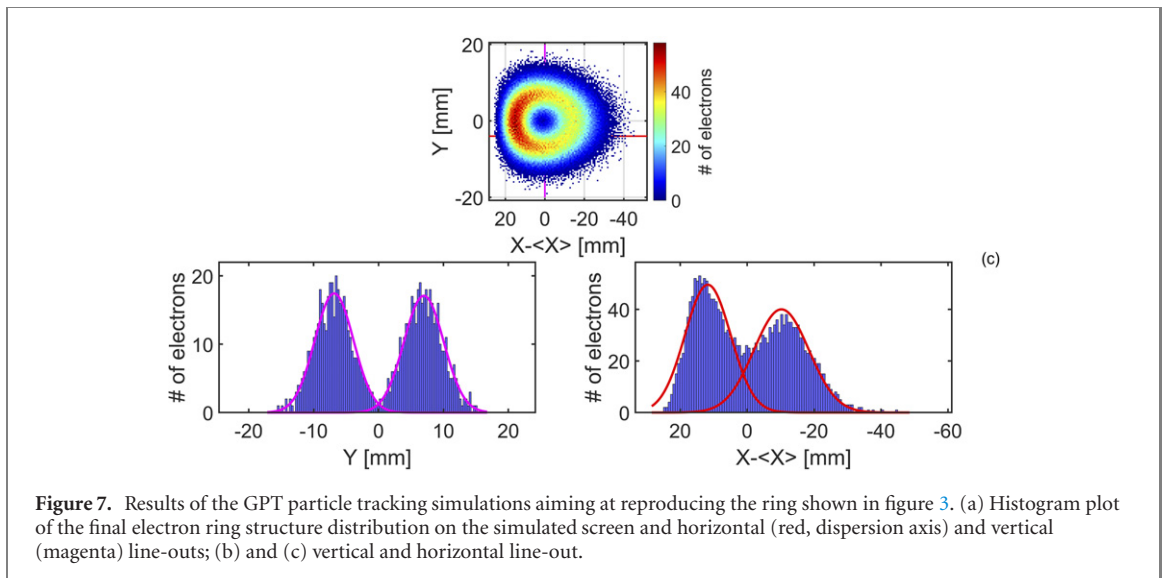 20
0
-20
Y [mm]
20 0 -20 -40
X-<X> [mm]
40
20
0
# of electrons
20
10
0
# of electrons
-20 -10 0 10 20
Y [mm]
40
20
0
# of electrons
20 0 -20 -40 -60
X-<X> [mm]
(c)
Figure 7. Results of the GPT particle tracking simulations aiming at reproducing the ring shown in figure 3. (a) Histogram plot
of the final electron ring structure distribution on the simulated screen and horizontal (red, dispersion axis) and vertical
(magenta) line-outs; (b) and (c) vertical and horizontal line-out.